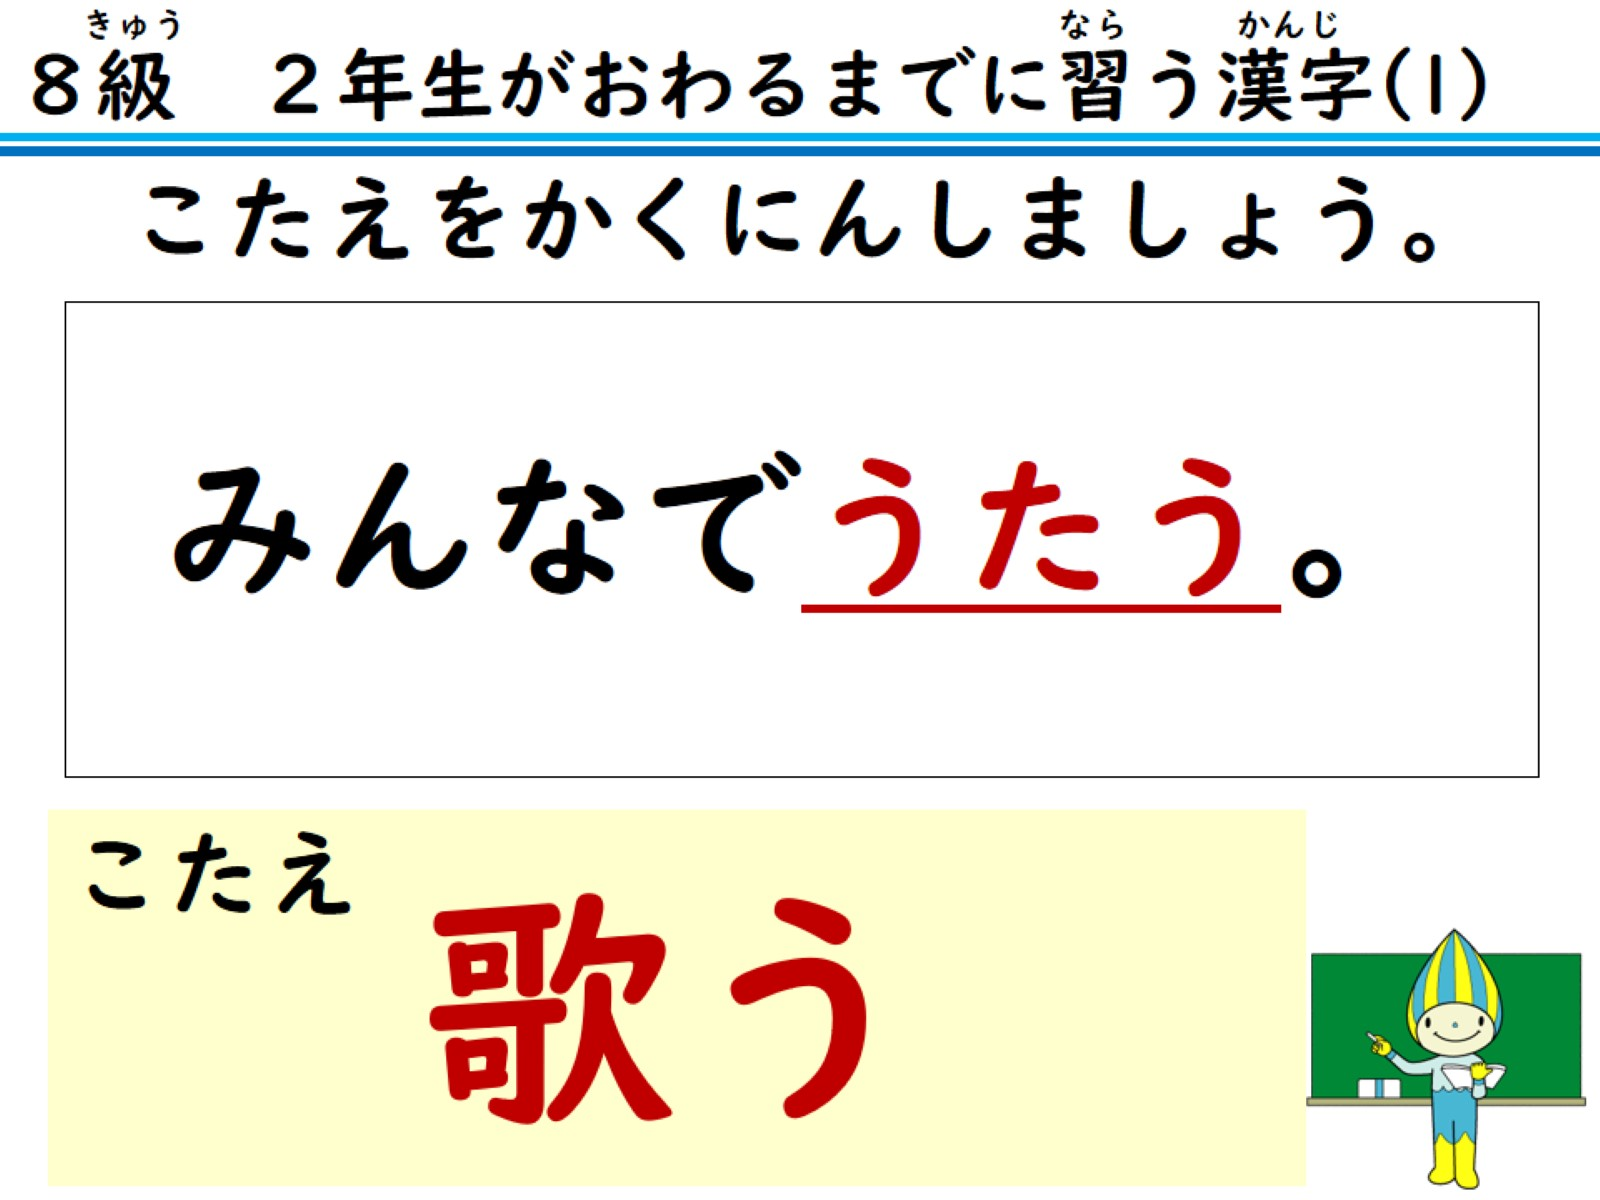 きゅう なら かんじ
8級 2年生がおわるまでに習う漢字(1)
こたえをかくにんしましょう。
みんなでうたう。
こたえ
歌う